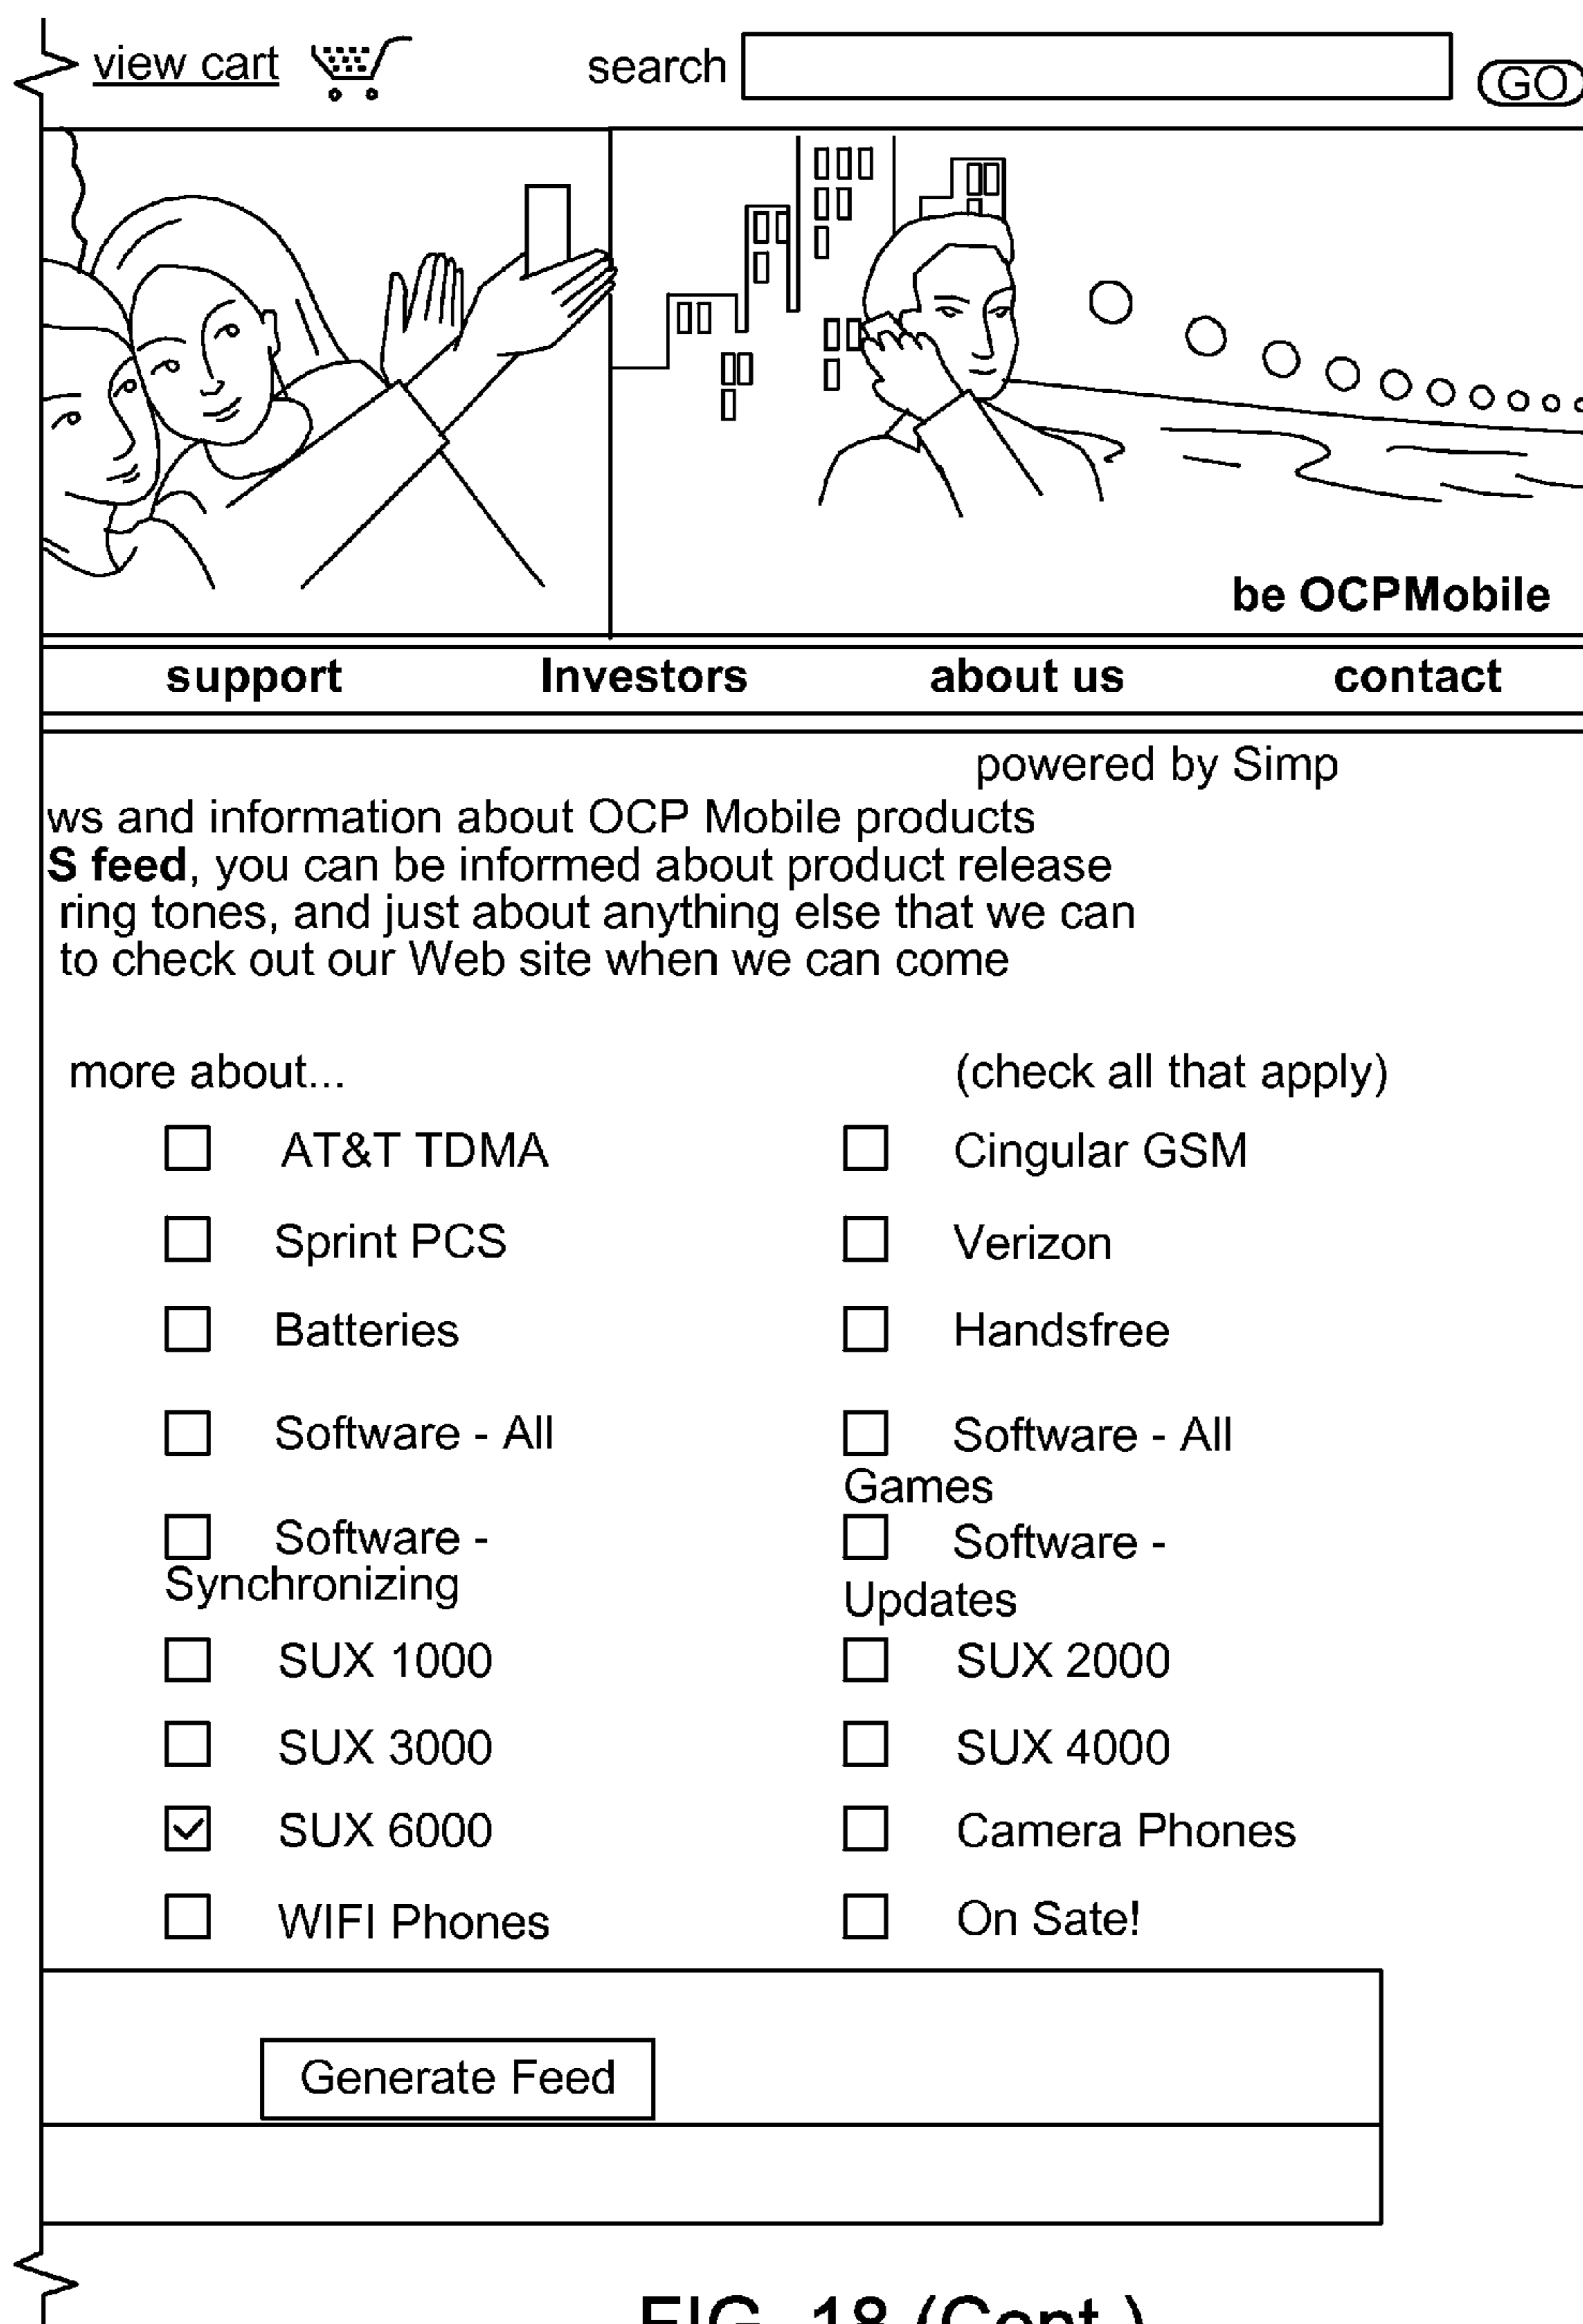 view cart search GO
be OCPMobile
support Investors about us contact
powered by Simp
ws and information about OCP Mobile products
S feed, you can be informed about product release
ring tones, and just about anything else that we can
to check out our Web site when we can come
more about... (check all that apply)
AT&T TDMA Cingular GSM
Sprint PCS Verizon
Batteries Handsfree
Software - All Software - All
Games
Software - Software -
Synchronizing Updates
SUX 1000 SUX 2000
SUX 3000 SUX 4000
SUX 6000 Camera Phones
WIFI Phones On Sate!
Generate Feed
FIG. 18 (Cont.)